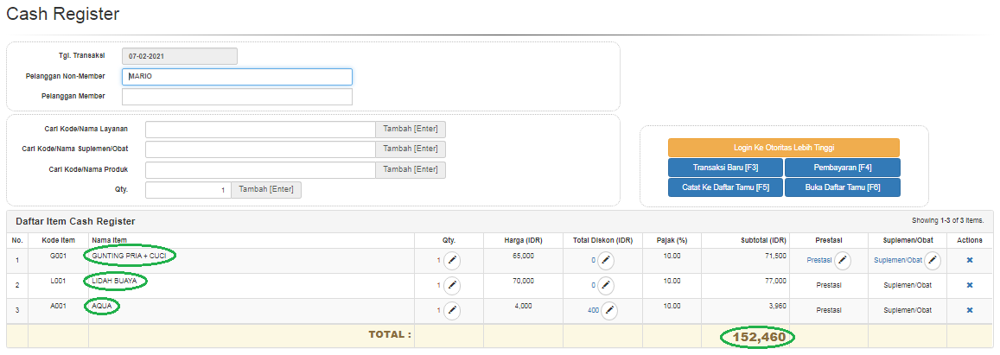 Cash Register
Tgl. Transaksi 07-02-2021
Pelanggan Non-Member MARIO
Pelanggan Member
Cari Kode/Nama Layanan Tambah [Enter]
Cari Kode/Nama Suplemen/Obat Tambah [Enter]
Cari Kode/Nama Produk Tambah [Enter]
Qty. 1 Tambah [Enter]
Login Ke Otoritas Lebih Tinggi
Transaksi Baru [F3] Pembayaran [F4]
Catat Ke Daftar Tamu [F5] Buka Daftar Tamu [F6]
Daftar Item Cash Register Showing 1-3 of 3 items.
No. Kode Item Nama Item Qty. Harga (IDR) Total Diskon (IDR) Pajak (%) Subtotal (IDR) Prestasi Suplemen/Obat Actions
1 G001 GUNTING PRIA + CUCI 1 65,000 0 10.00 71,500 Prestasi Suplemen/Obat
2 L001 LIDAH BUAYA 1 70,000 0 10.00 77,000 Prestasi Suplemen/Obat
3 A001 AQUA 1 4,000 400 10.00 3,960 Prestasi Suplemen/Obat
TOTAL : 152,460